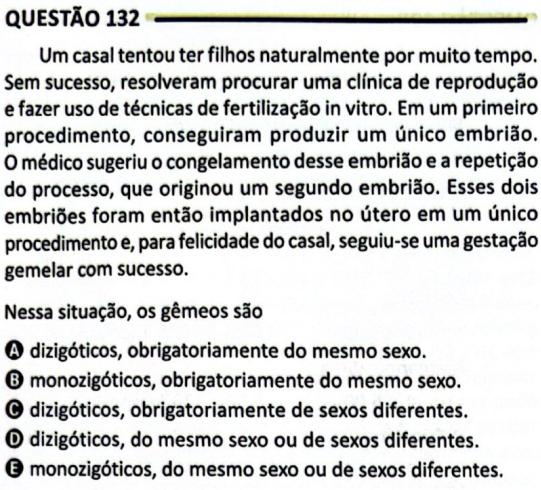 QUESTÃO 132
Um casal tentou ter filhos naturalmente por muito tempo.
Sem sucesso, resolveram procurar uma clínica de reprodução
e fazer uso de técnicas de fertilização in vitro. Em um primeiro
procedimento, conseguiram produzir um único embrião.
O médico sugeriu o congelamento desse embrião e a repetição
do processo, que originou um segundo embrião. Esses dois
embriões foram então implantados no útero em um único
procedimento e, para felicidade do casal, seguiu-se uma gestação
gemelar com sucesso.
Nessa situação, os gêmeos são
A dizigóticos, obrigatoriamente do mesmo sexo.
B monozigóticos, obrigatoriamente do mesmo sexo.
C dizigóticos, obrigatoriamente de sexos diferentes.
D dizigóticos, do mesmo sexo ou de sexos diferentes.
E monozigóticos, do mesmo sexo ou de sexos diferentes.